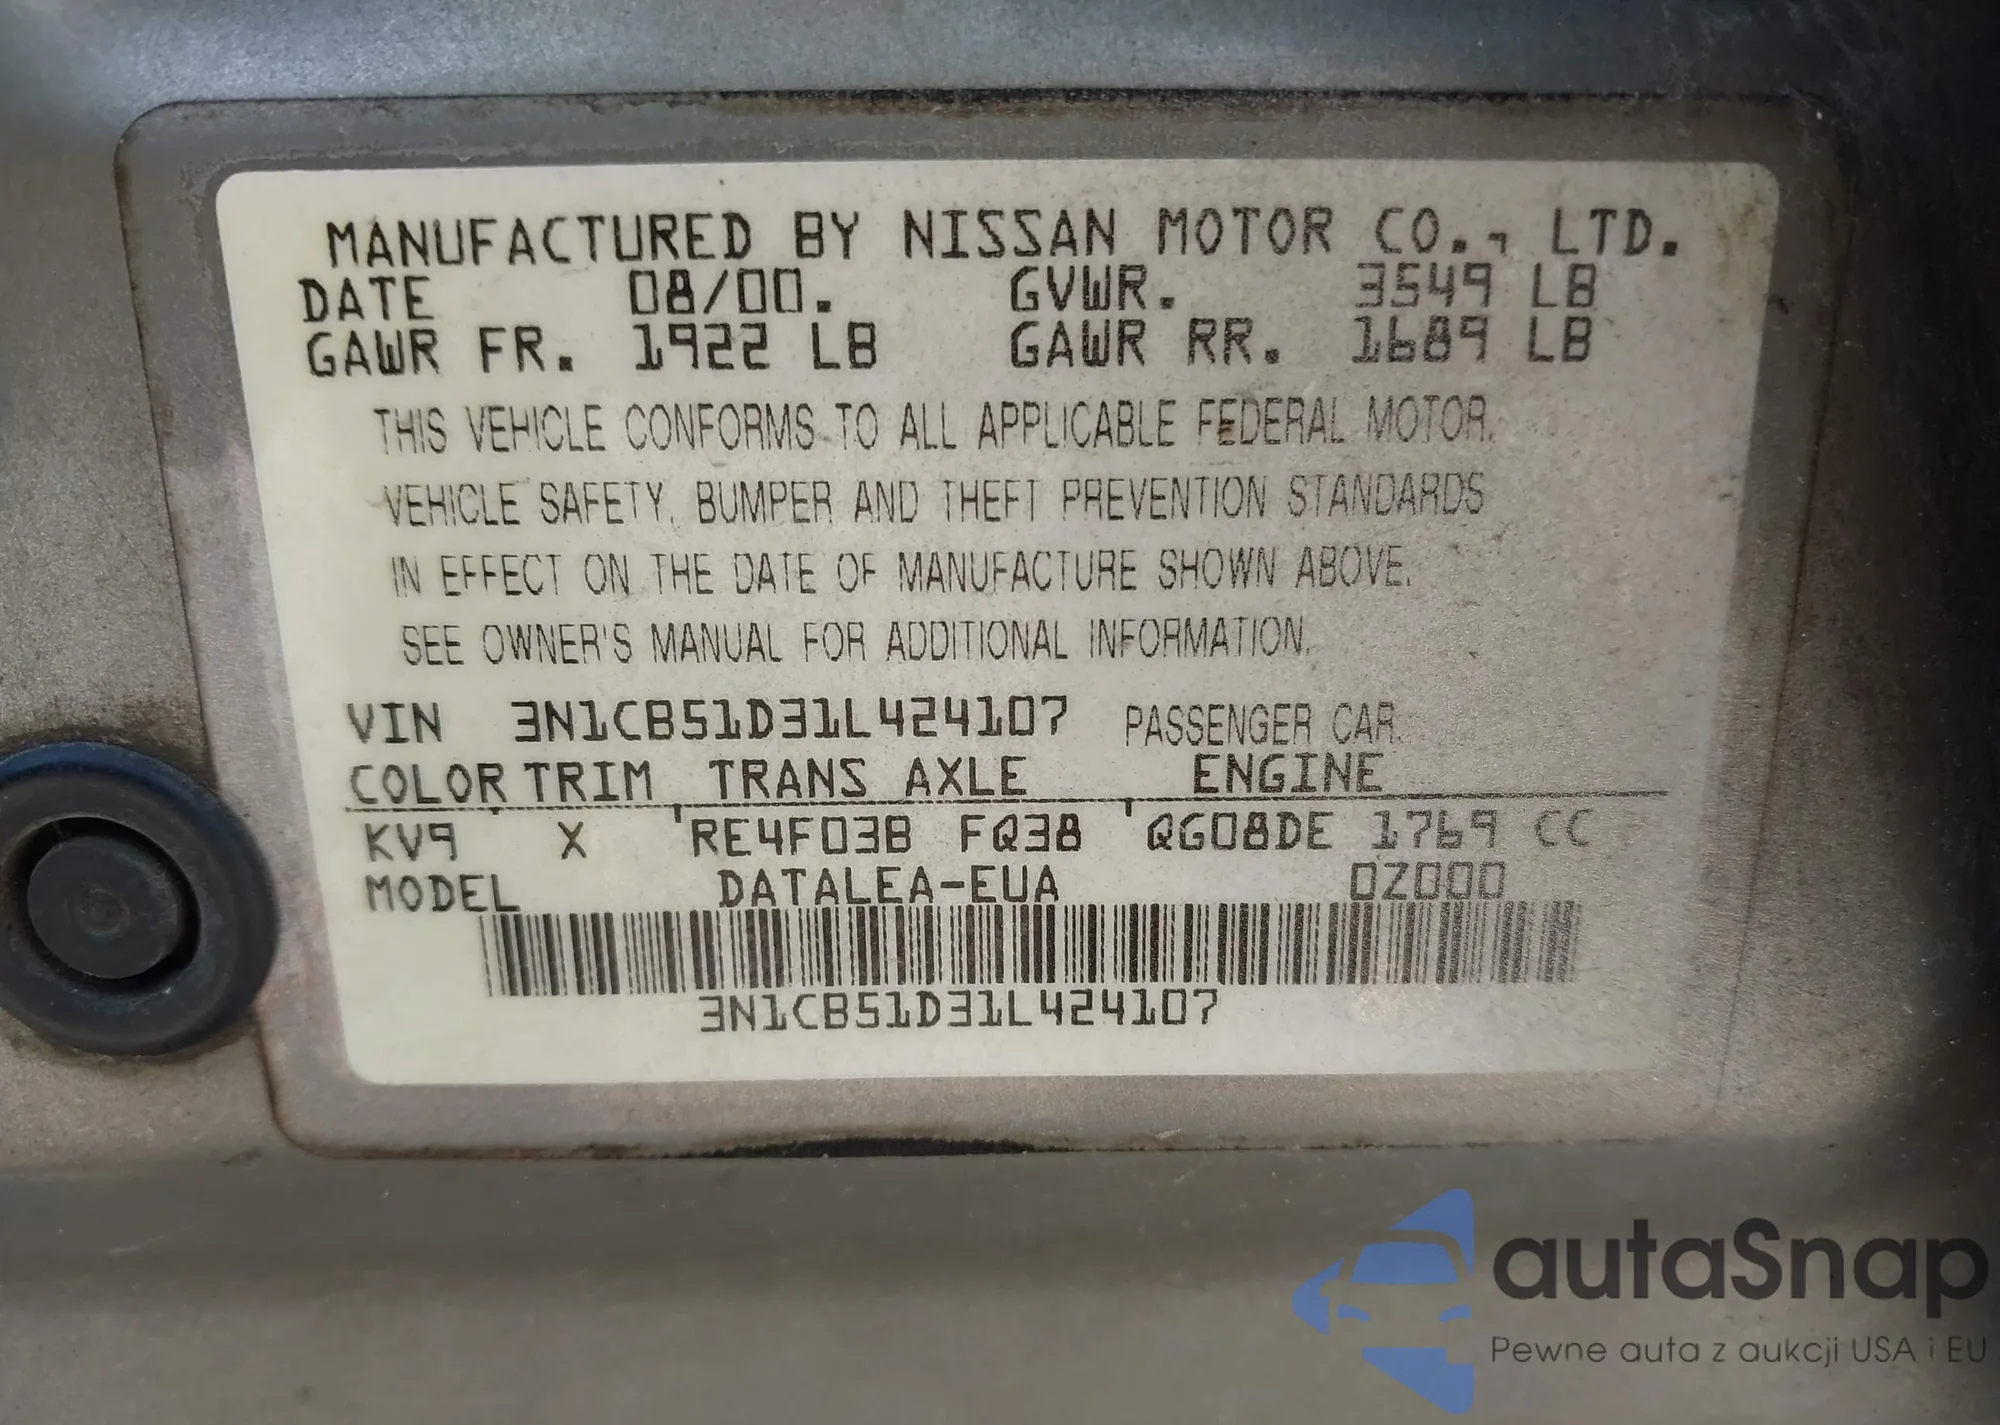 MANUFACTURED BY NISSAN MOTOR CO., LTD.
DATE 08/00. GVWR. 3549 LB
GAWR FR. 1922 LB GAWR RR. 1689 LB
THIS VEHICLE CONFORMS TO ALL APPLICABLE FEDERAL MOTOR
VEHICLE SAFETY, BUMPER AND THEFT PREVENTION STANDARDS
IN EFFECT ON THE DATE OF MANUFACTURE SHOWN ABOVE.
SEE OWNER'S MANUAL FOR ADDITIONAL INFORMATION.
VIN 3N1CB51D31L424107 PASSENGER CAR.
COLOR TRIM TRANS AXLE ENGINE
KV9 X RE4F03B FQ38 QG08DE 1769 CC
MODEL DATALEA-EUA 0Z000
3N1CB51D31L424107
autaSnap
Pewne auta z aukcji USA i EU